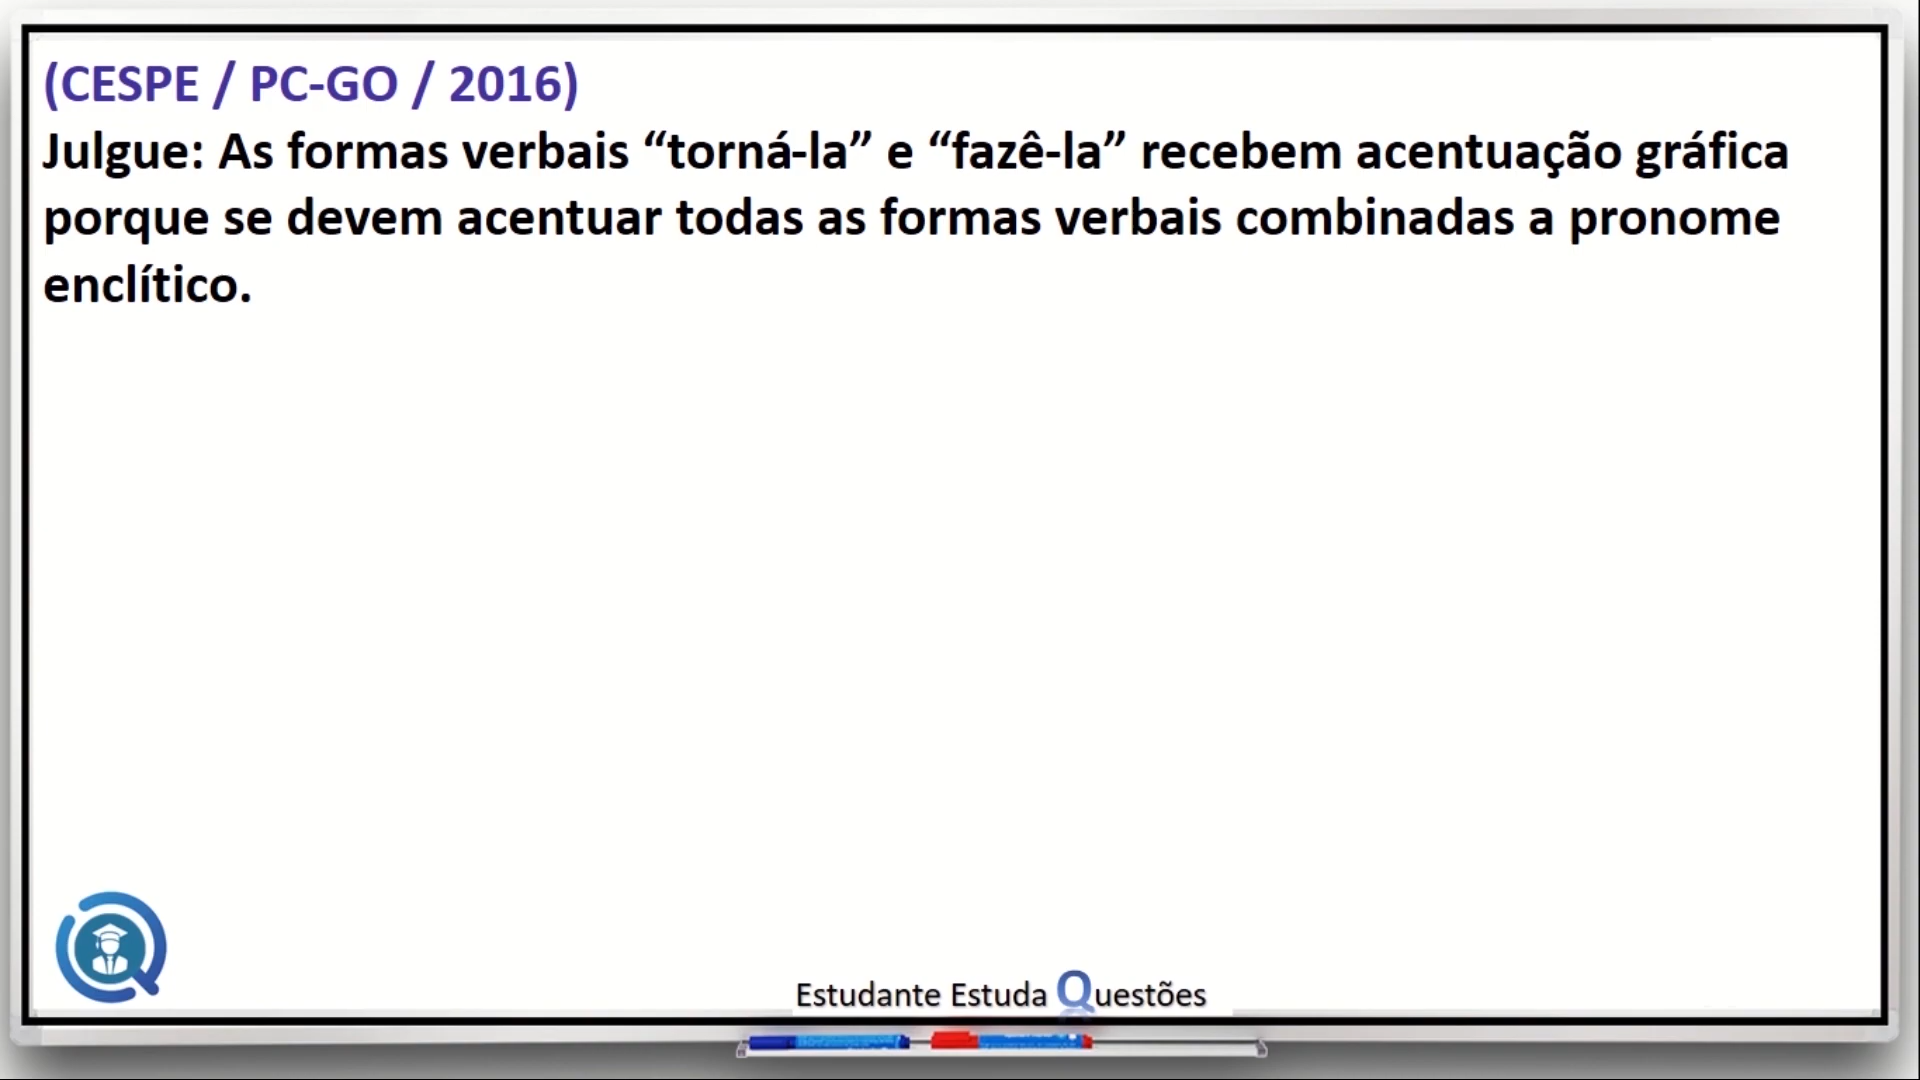 (CESPE / PC-GO / 2016)
Julgue: As formas verbais “torná-la” e “fazê-la” recebem acentuação gráfica
porque se devem acentuar todas as formas verbais combinadas a pronome
enclítico.
Estudante Estuda Questões